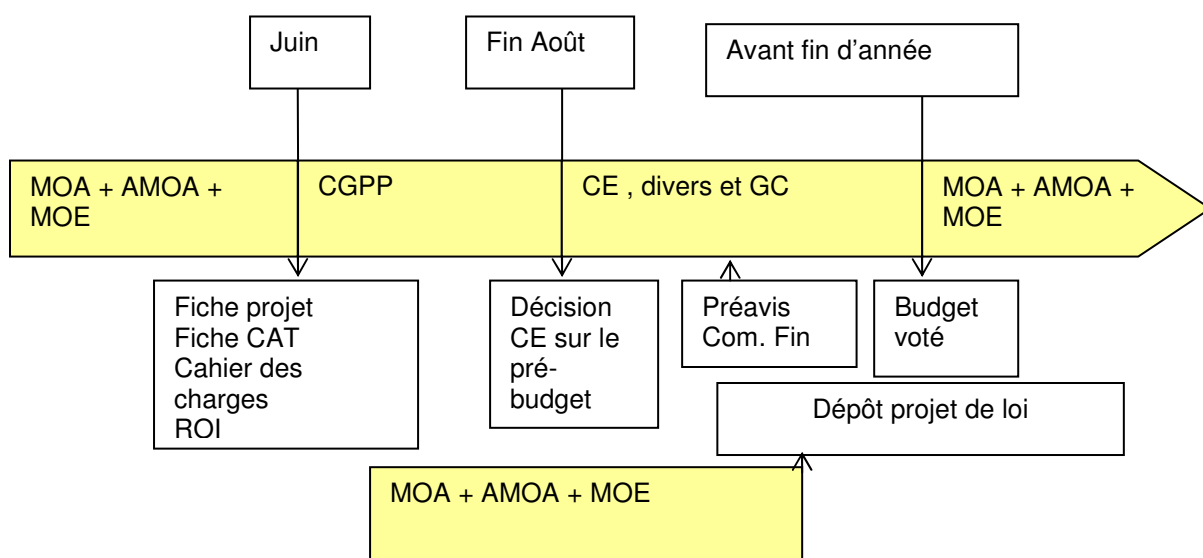 Juin
Fin Août
Avant fin d'année
MOA + AMOA +
MOE
CGPP
CE , divers et GC
MOA + AMOA +
MOE
Fiche projet
Fiche CAT
Cahier des
charges
ROI
Décision
CE sur le
pré-
budget
Préavis
Com. Fin
Budget
voté
Dépôt projet de loi
MOA + AMOA + MOE